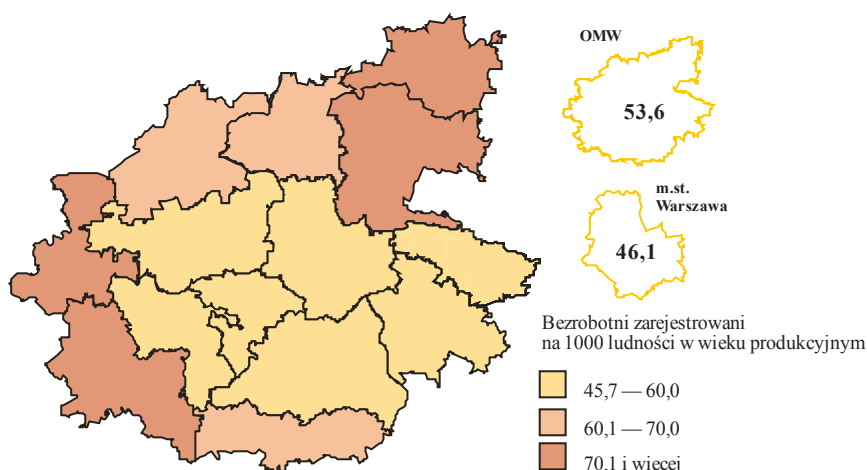 OMW
53,6
m.st.
Warszawa
46,1
Bezrobotni zarejestrowani
na 1000 ludności w wieku produkcyjnym
45,7 — 60,0
60,1 — 70,0
70,1 i więcej